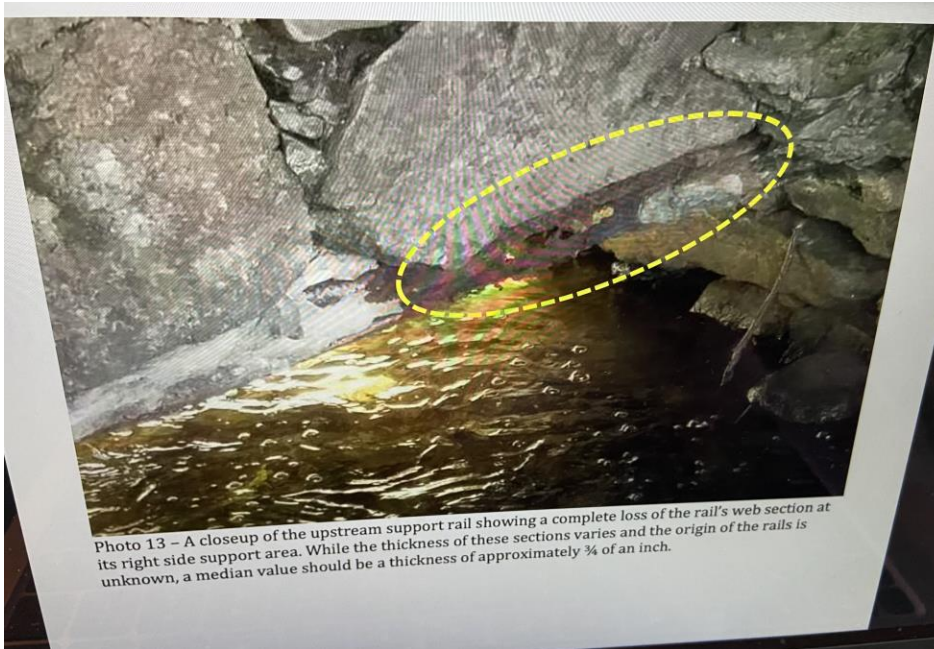 Photo 13 – A closeup of the upstream support rail showing a complete loss of the rail's web section at
its right side support area. While the thickness of these sections varies and the origin of the rails is
unknown, a median value should be a thickness of approximately ¾ of an inch.